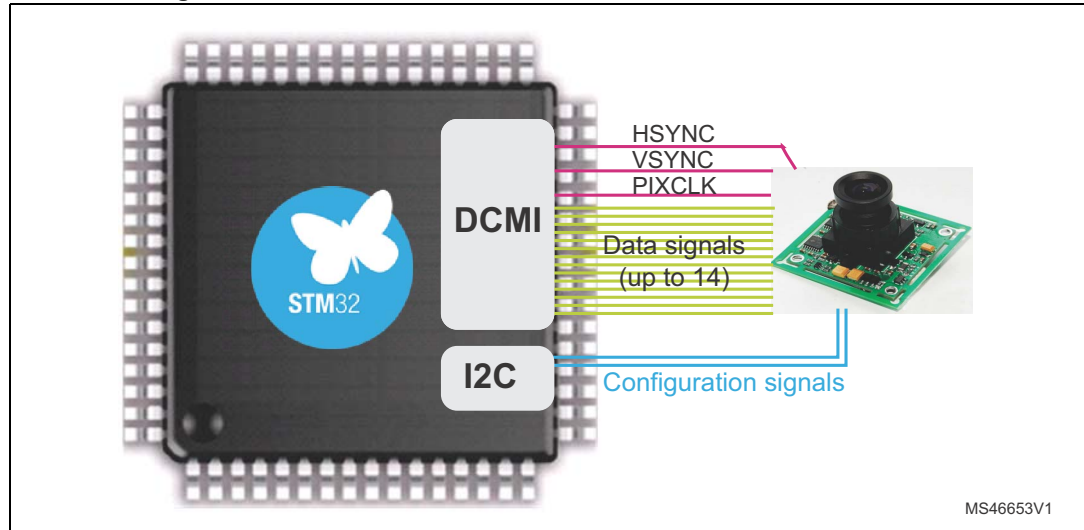 HSYNC
VSYNC
PIXCLK
DCMI
Data signals
(up to 14)
STM32
I2C
Configuration signals
MS46653V1